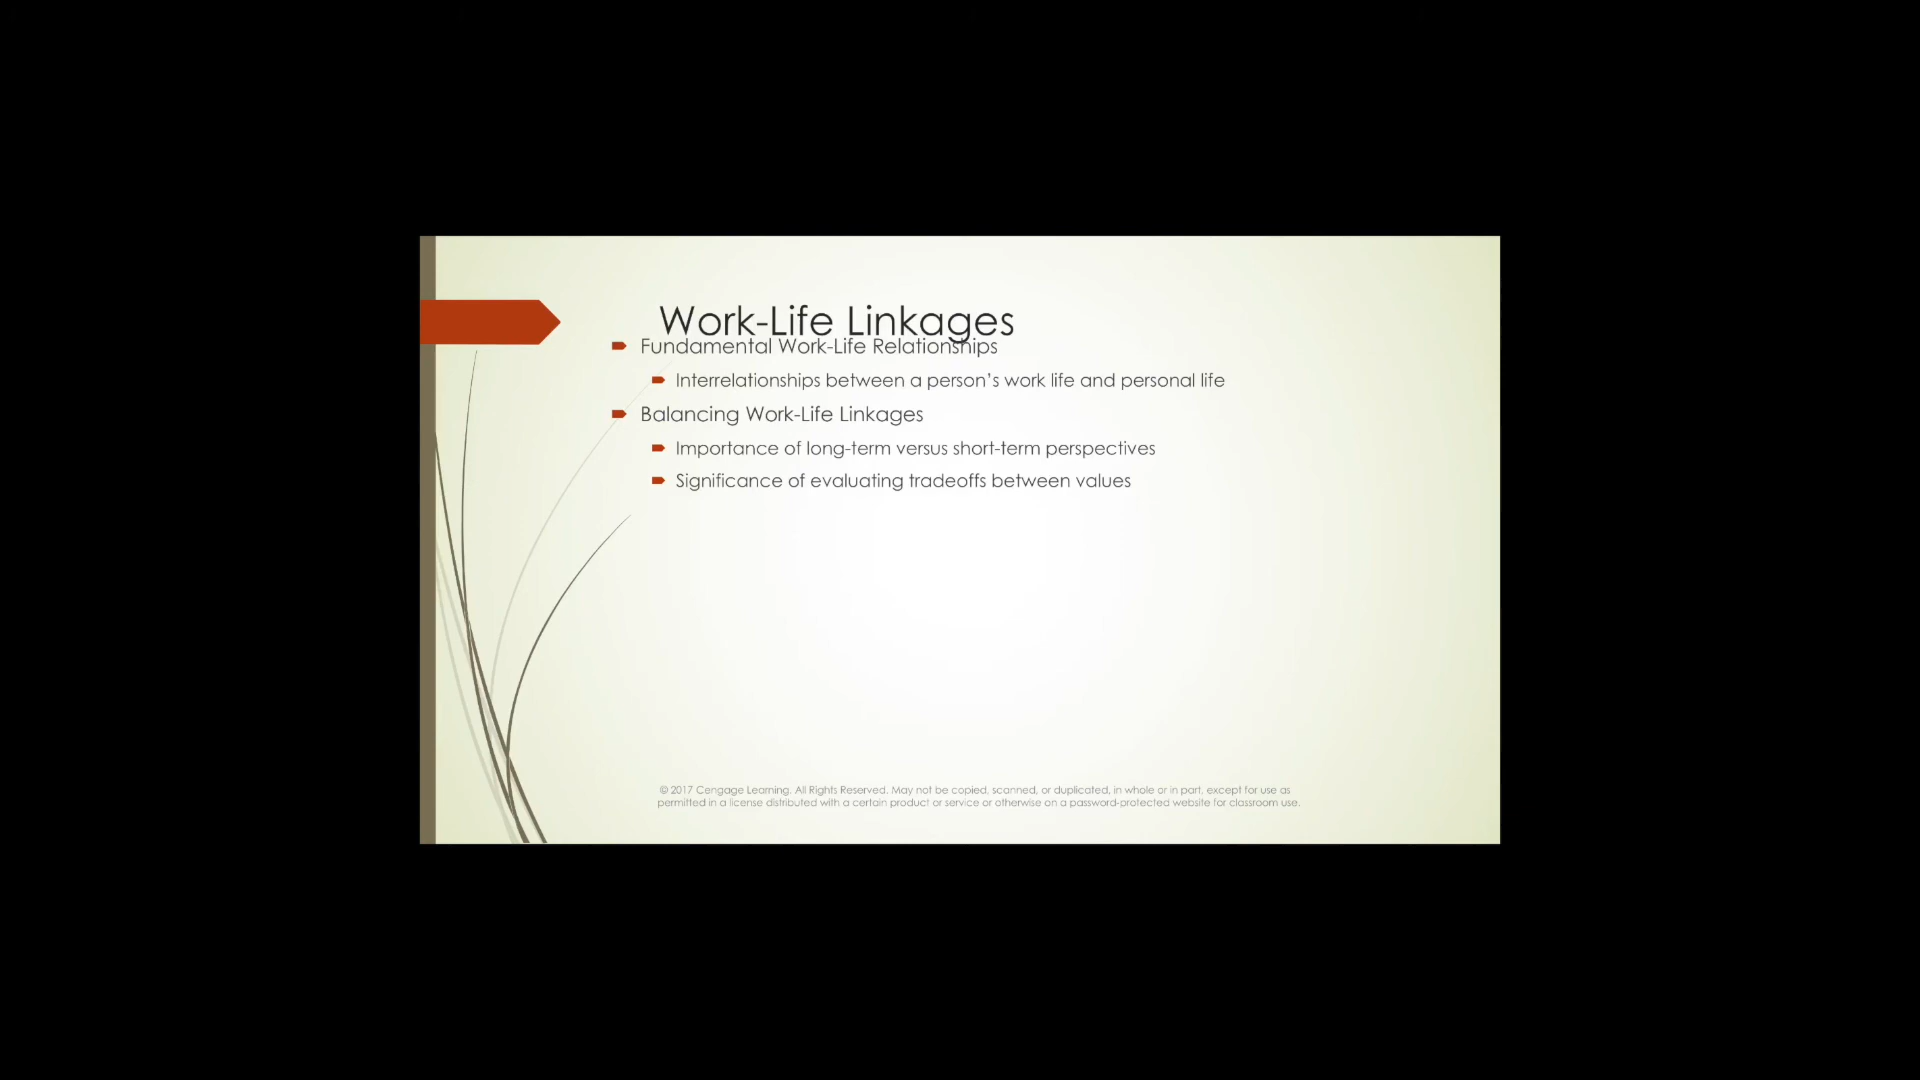 Work-Life Linkages
Fundamental Work-Life Relationships
Interrelationships between a person’s work life and personal life
Balancing Work-Life Linkages
Importance of long-term versus short-term perspectives
Significance of evaluating tradeoffs between values
© 2017 Cengage Learning. All Rights Reserved. May not be copied, scanned, or duplicated, in whole or in part, except for use as
permitted in a license distributed with a certain product or service or otherwise on a password-protected website for classroom use.